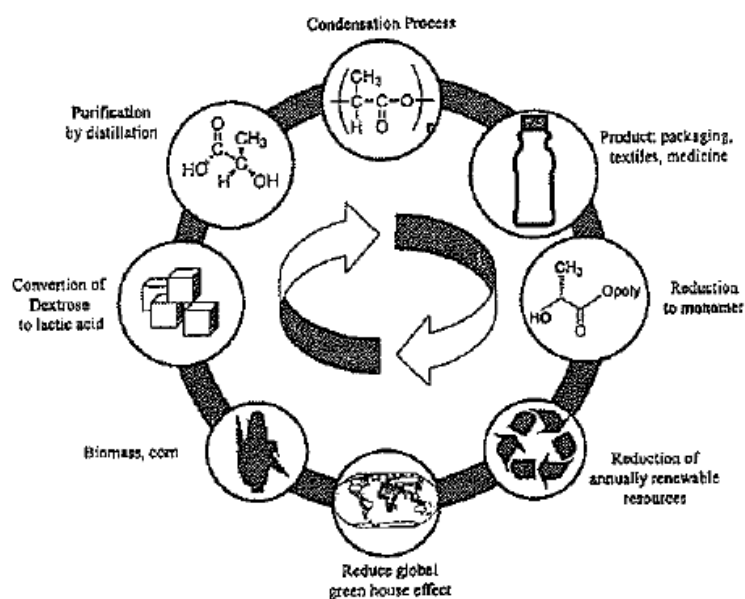 Condensation Process
CH3
C C O
H O
n
Purification
by distillation
O
CH3
C C
HO H OH
Product: packaging,
textiles, medicine
Convertion of
Dextrose
to lactic acid
CH3
Opoly
HO
O
Reduction
to monomer
Biomass, corn
Reduction of
annually renewable
resources
Reduce global
green house effect